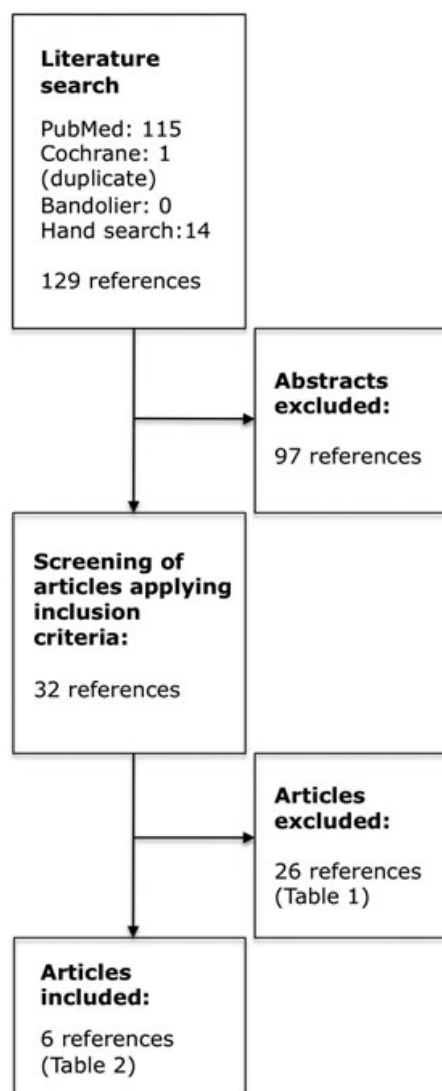 Literature
search
PubMed: 115
Cochrane: 1
(duplicate)
Bandolier: 0
Hand search:14
129 references
Abstracts
excluded:
97 references
Screening of
articles applying
inclusion
criteria:
32 references
Articles
excluded:
26 references
(Table 1)
Articles
included:
6 references
(Table 2)